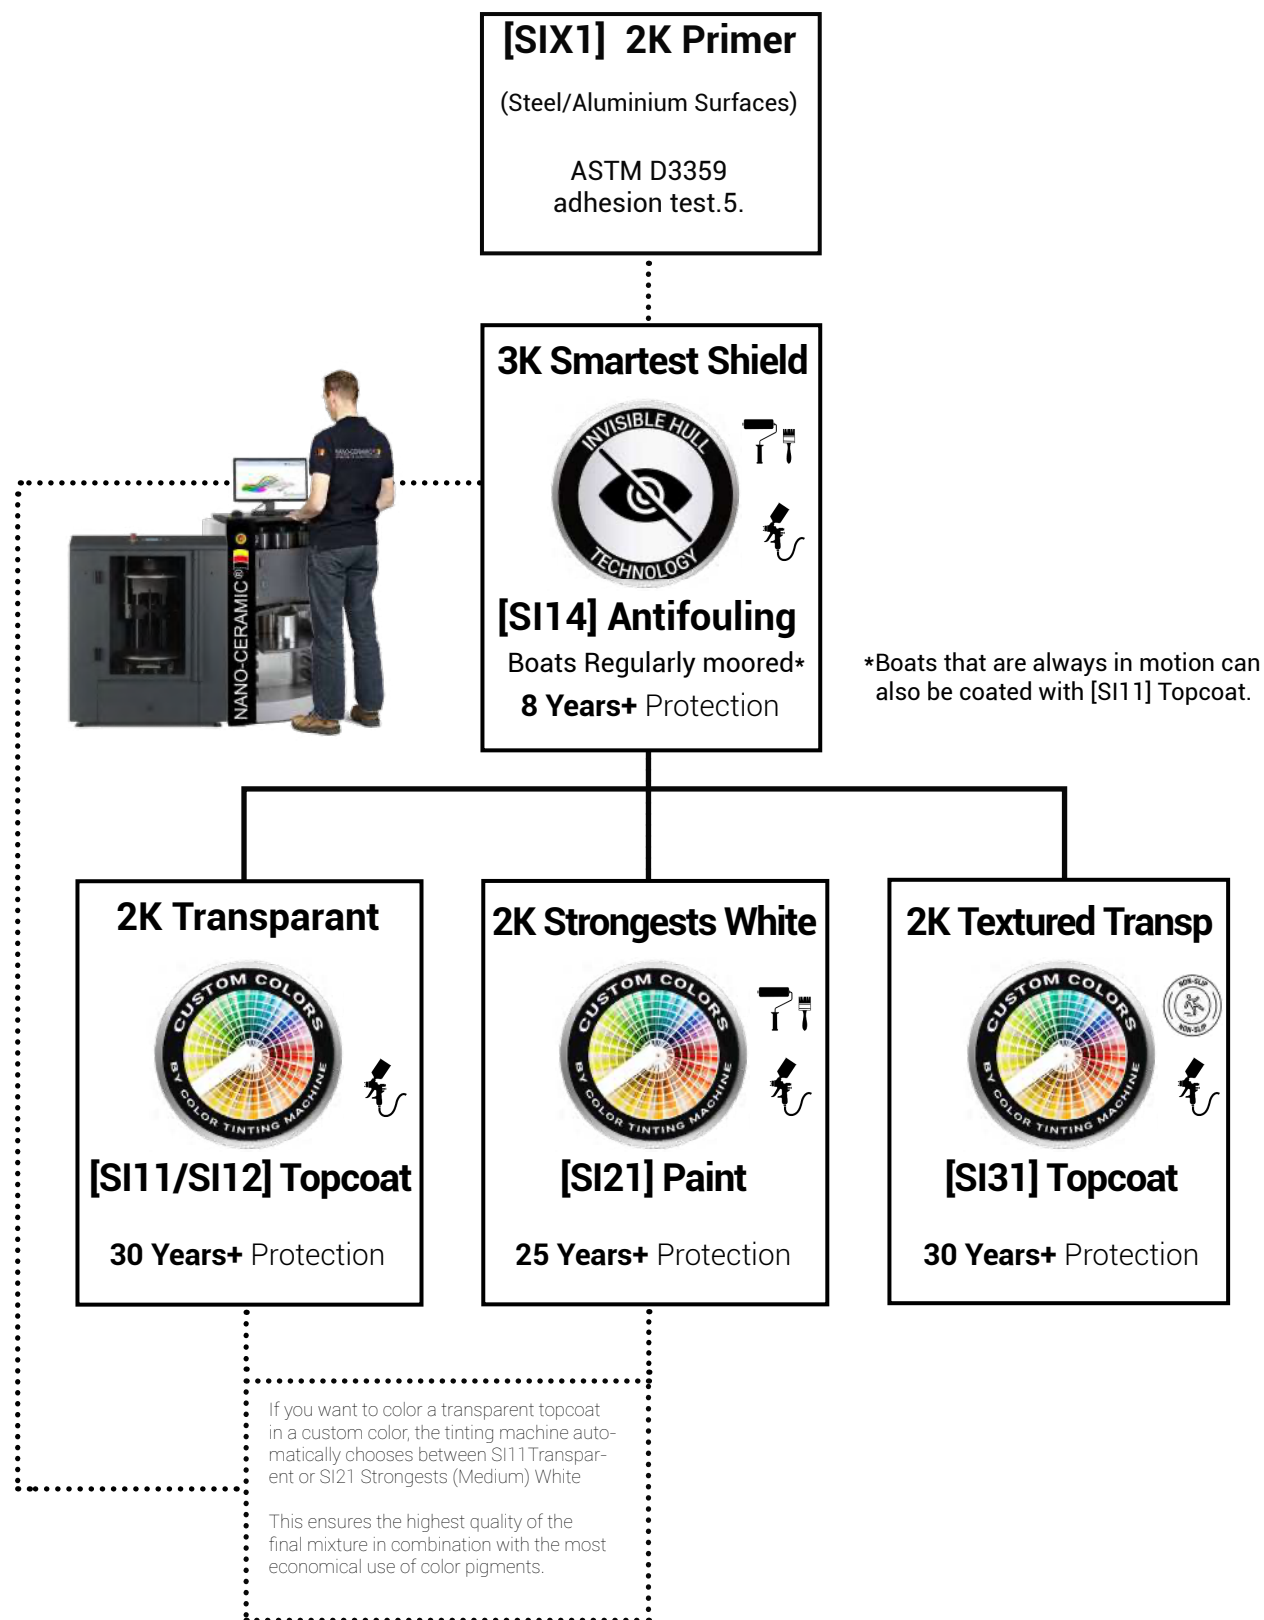 [SIX1] 2K Primer
(Steel/Aluminium Surfaces)
ASTM D3359
adhesion test.5.
3K Smartest Shield
INVISIBLE HULL
TECHNOLOGY
[SI14] Antifouling
Boats Regularly moored*
8 Years+ Protection
NANO-CERAMIC®
*Boats that are always in motion can
also be coated with [SI11] Topcoat.
2K Transparant
CUSTOM COLORS
BY COLOR TINTING MACHINE
[SI11/SI12] Topcoat
30 Years+ Protection
2K Strongests White
CUSTOM COLORS
BY COLOR TINTING MACHINE
[SI21] Paint
25 Years+ Protection
2K Textured Transp
NON-SLIP
NON-SLIP
CUSTOM COLORS
BY COLOR TINTING MACHINE
[SI31] Topcoat
30 Years+ Protection
If you want to color a transparent topcoat
in a custom color, the tinting machine auto-
matically chooses between SI11Transpar-
ent or SI21 Strongests (Medium) White
This ensures the highest quality of the
final mixture in combination with the most
economical use of color pigments.